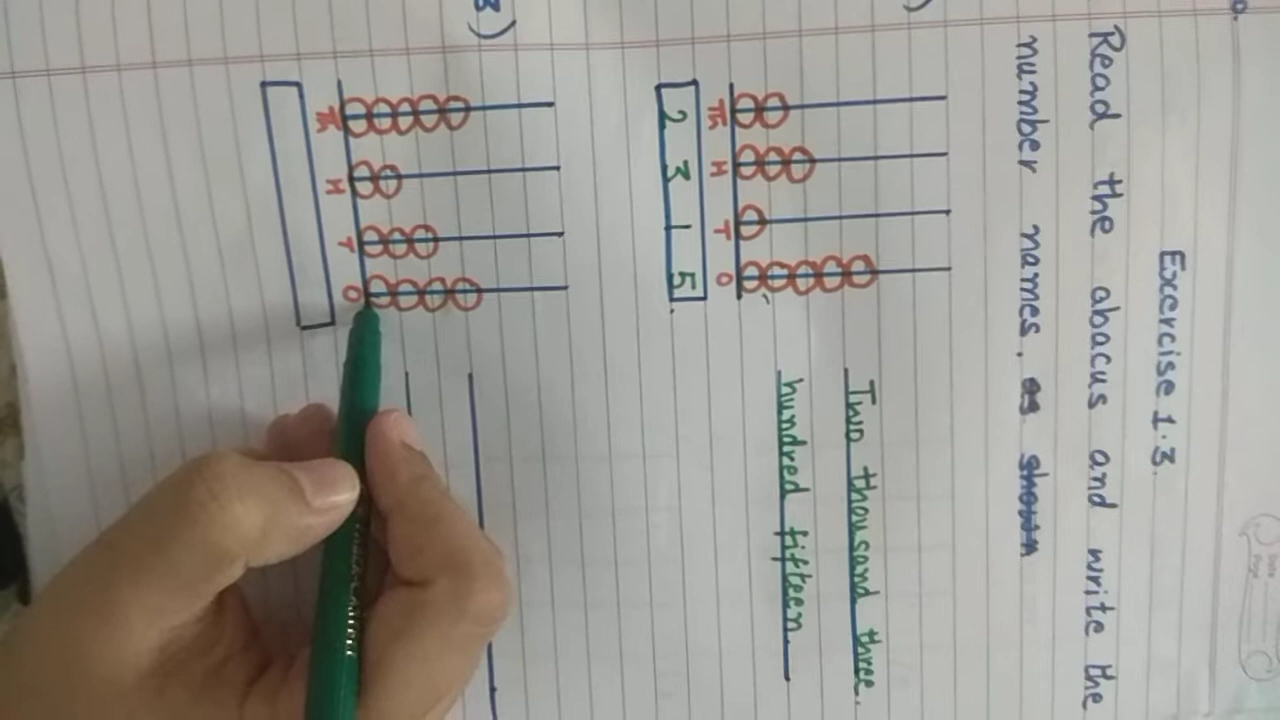 Exercise 1.3.
Read the abacus and write the
number names. as shown
Th H T O
2 3 1 5
Two thousand three
hundred fifteen
3)
Th H T O